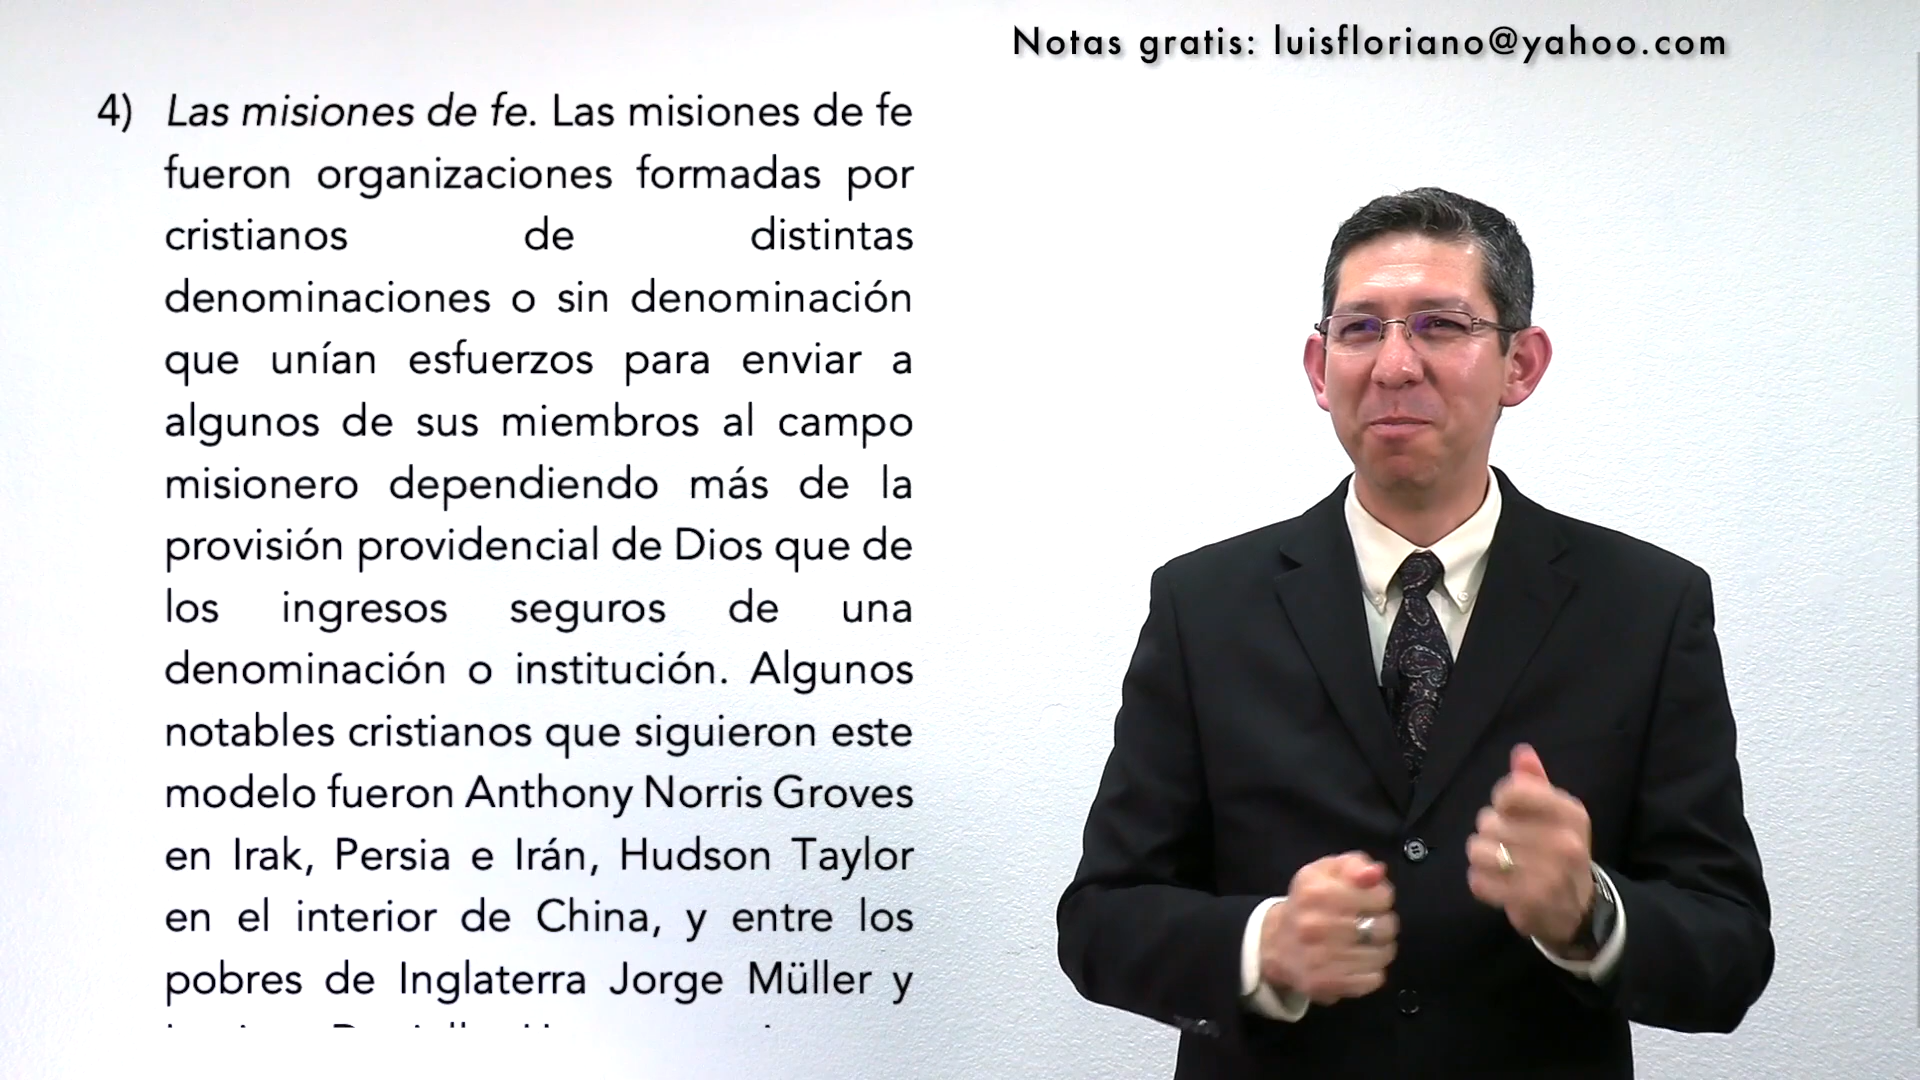 Notas gratis: luisfloriano@yahoo.com
4) Las misiones de fe. Las misiones de fe
fueron organizaciones formadas por
cristianos de distintas
denominaciones o sin denominación
que unían esfuerzos para enviar a
algunos de sus miembros al campo
misionero dependiendo más de la
provisión providencial de Dios que de
los ingresos seguros de una
denominación o institución. Algunos
notables cristianos que siguieron este
modelo fueron Anthony Norris Groves
en Irak, Persia e Irán, Hudson Taylor
en el interior de China, y entre los
pobres de Inglaterra Jorge Müller y